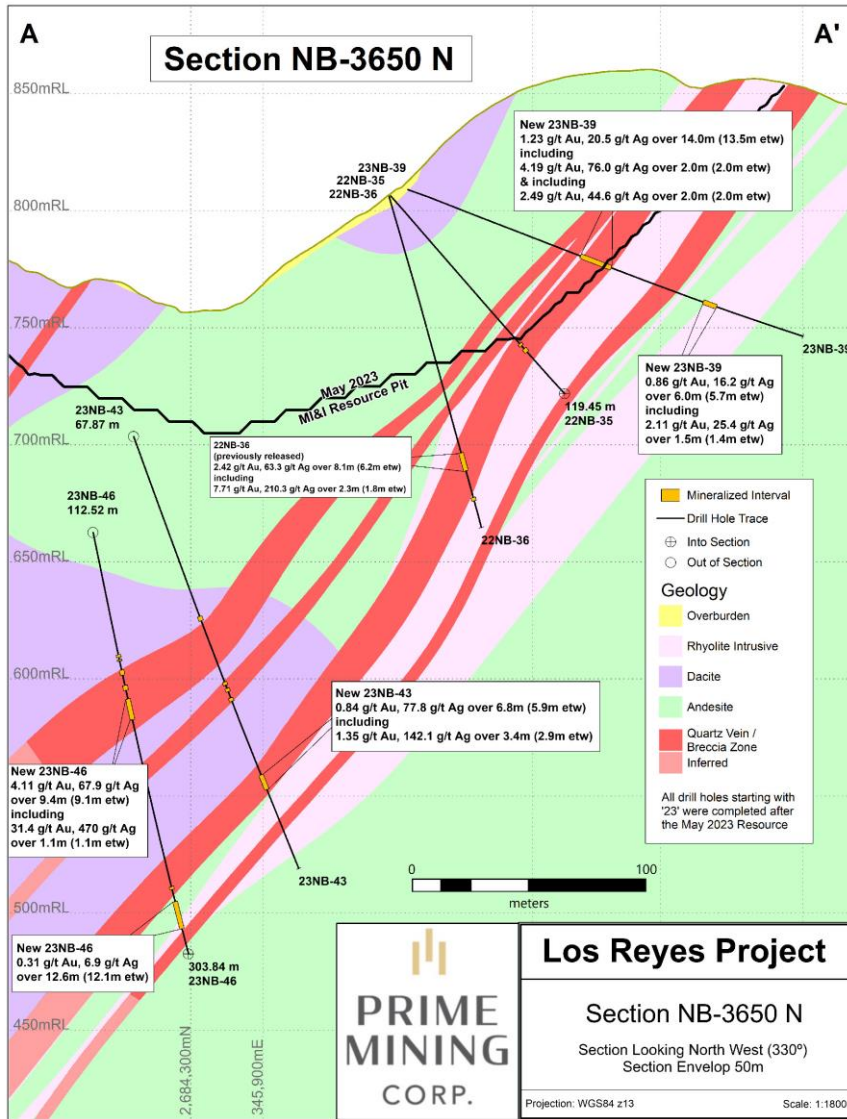 A
A'
Section NB-3650 N
850mRL
800mRL
750mRL
700mRL
650mRL
600mRL
500mRL
450mRL
New 23NB-39
1.23 g/t Au, 20.5 g/t Ag over 14.0m (13.5m etw)
including
4.19 g/t Au, 76.0 g/t Ag over 2.0m (2.0m etw)
& including
2.49 g/t Au, 44.6 g/t Ag over 2.0m (2.0m etw)
23NB-39
22NB-35
22NB-36
23NB-39
New 23NB-39
0.86 g/t Au, 16.2 g/t Ag
over 6.0m (5.7m etw)
including
2.11 g/t Au, 25.4 g/t Ag
over 1.5m (1.4m etw)
May 2023
MI&I Resource Pit
119.45 m
22NB-35
23NB-43
67.87 m
22NB-36
(previously released)
2.42 g/t Au, 63.3 g/t Ag over 8.1m (6.2m etw)
including
7.71 g/t Au, 210.3 g/t Ag over 2.3m (1.8m etw)
22NB-36
23NB-46
112.52 m
Mineralized Interval
Drill Hole Trace
Into Section
Out of Section
Geology
Overburden
Rhyolite Intrusive
Dacite
Andesite
Quartz Vein /
Breccia Zone
Inferred
All drill holes starting with
'23' were completed after
the May 2023 Resource
New 23NB-43
0.84 g/t Au, 77.8 g/t Ag over 6.8m (5.9m etw)
including
1.35 g/t Au, 142.1 g/t Ag over 3.4m (2.9m etw)
New 23NB-46
4.11 g/t Au, 67.9 g/t Ag
over 9.4m (9.1m etw)
including
31.4 g/t Au, 470 g/t Ag
over 1.1m (1.1m etw)
23NB-43
0
100
meters
New 23NB-46
0.31 g/t Au, 6.9 g/t Ag
over 12.6m (12.1m etw)
303.84 m
23NB-46
2,684,300mN
345,900mE
PRIME
MINING
CORP.
Los Reyes Project
Section NB-3650 N
Section Looking North West (330º)
Section Envelop 50m
Projection: WGS84 z13
Scale: 1:1800